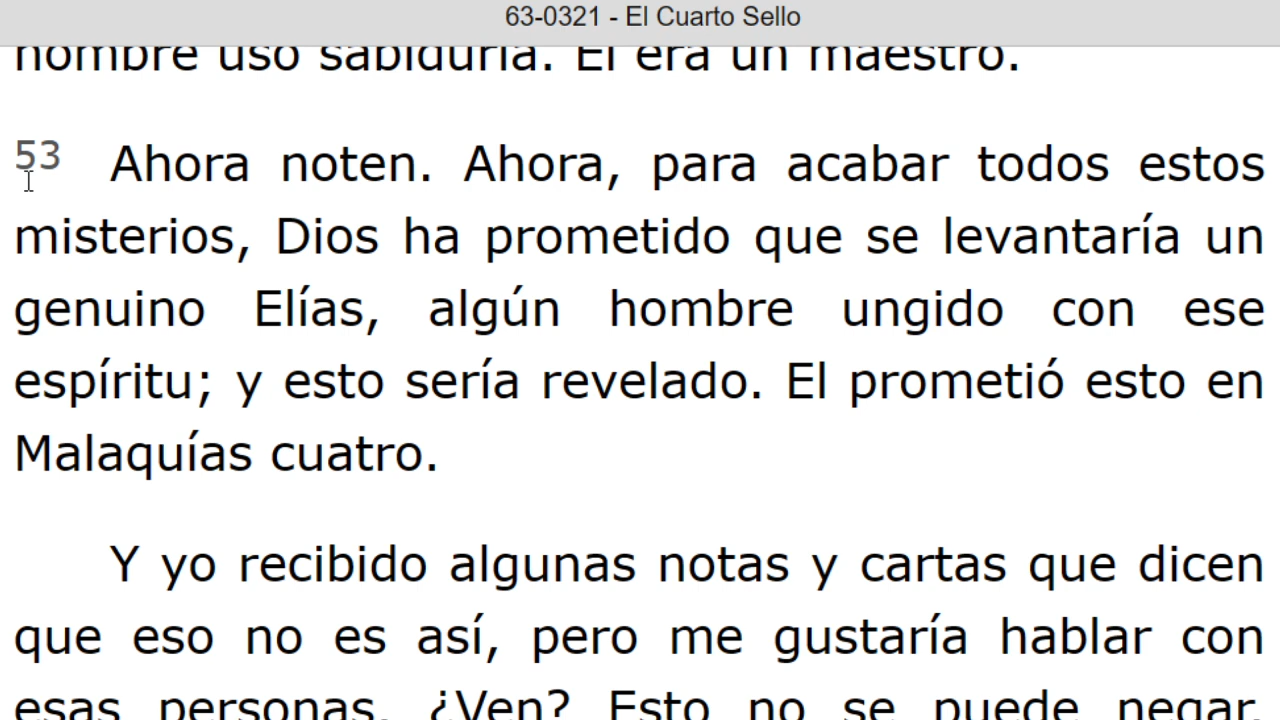 63-0321 - El Cuarto Sello
hombre usó sabiduría. El era un maestro.
53 Ahora noten. Ahora, para acabar todos estos
misterios, Dios ha prometido que se levantaría un
genuino Elías, algún hombre ungido con ese
espíritu; y esto sería revelado. El prometió esto en
Malaquías cuatro.
Y yo recibido algunas notas y cartas que dicen
que eso no es así, pero me gustaría hablar con
esas personas. ¿Ven? Esto no se puede negar.